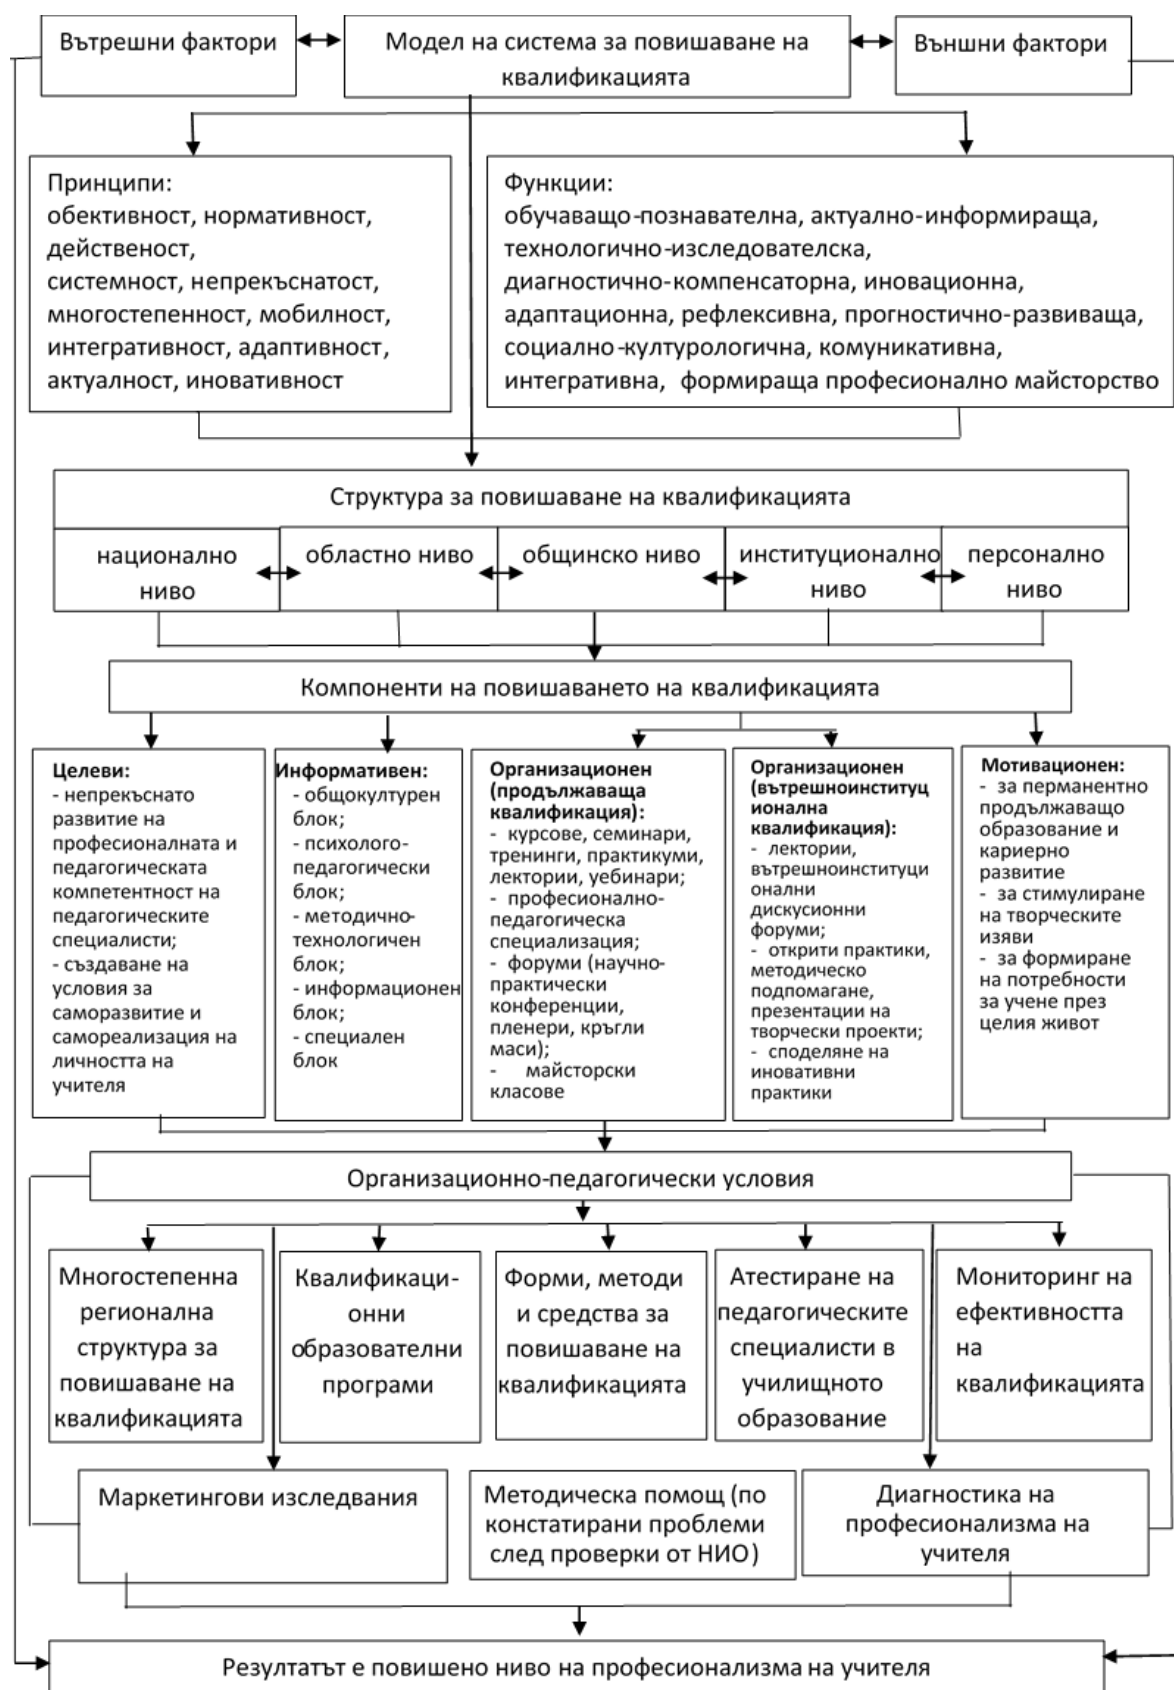 Вътрешни фактори
Модел на система за повишаване на
квалификацията
Външни фактори
Принципи:
обективност, нормативност,
действеност,
системност, непрекъснатост,
многостепенност, мобилност,
интегративност, адаптивност,
актуалност, иновативност
Функции:
обучаващо-познавателна, актуално-информираща,
технологично-изследователска,
диагностично-компенсаторна, иновационна,
адаптационна, рефлексивна, прогностично-развиваща,
социално-културологична, комуникативна,
интегративна, формираща професионално майсторство
Структура за повишаване на квалификацията
национално
ниво
областно ниво
общинско ниво
институционално
ниво
персонално
ниво
Компоненти на повишаването на квалификацията
Целеви:
- непрекъснато
развитие на
професионалната и
педагогическата
компетентност на
педагогическите
специалисти;
- създаване на
условия за
саморазвитие и
самореализация на
личността на
учителя
Информативен:
- общокултурен
блок;
- психолого-
педагогически
блок;
- методично-
технологичен
блок;
- информационен
блок;
- специален
блок
Организационен
(продължаваща
квалификация):
- курсове, семинари,
тренинги, практикуми,
лектории, уебинари;
- професионално-
педагогическа
специализация;
- форуми (научно-
практически
конференции,
пленери, кръгли
маси);
- майсторски
класове
Организационен
(вътрешноинституц
ионална
квалификация):
- лектории,
вътрешноинституци
онални
дискусионни
форуми;
- открити практики,
методическо
подпомагане,
презентации на
творчески проекти;
- споделяне на
иновативни
практики
Мотивационен:
- за перманентно
продължаващо
образование и
кариерно
развитие
- за стимулиране
на творческите
изяви
- за формиране
на потребности
за учене през
целия живот
Организационно-педагогически условия
Многостепенна
регионална
структура за
повишаване на
квалификацията
Квалификаци-
онни
образователни
програми
Форми, методи
и средства за
повишаване на
квалификацията
Атестиране на
педагогическите
специалисти в
училищното
образование
Мониторинг на
ефективността
на
квалификацията
Маркетингови изследвания
Методическа помощ (по
констатирани проблеми
след проверки от НИО)
Диагностика на
професионализма на
учителя
Резултатът е повишено ниво на професионализма на учителя